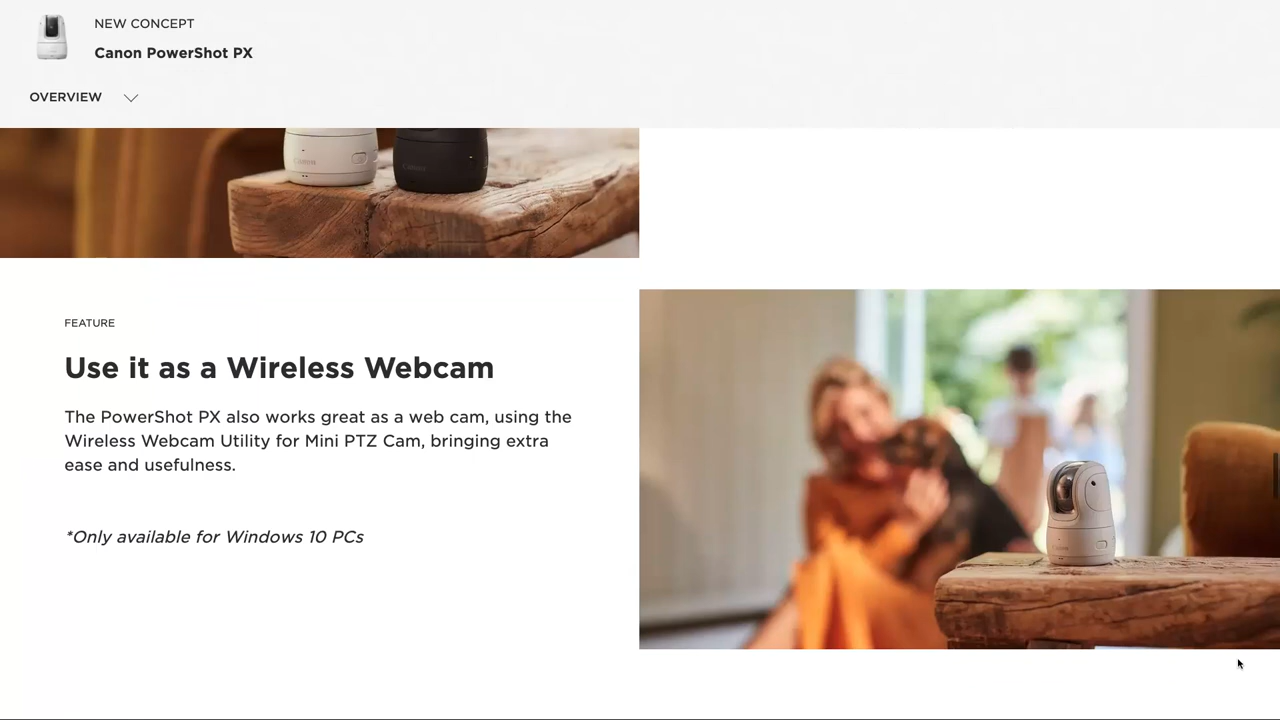 NEW CONCEPT
Canon PowerShot PX
OVERVIEW
FEATURE
Use it as a Wireless Webcam
The PowerShot PX also works great as a web cam, using the
Wireless Webcam Utility for Mini PTZ Cam, bringing extra
ease and usefulness.
*Only available for Windows 10 PCs